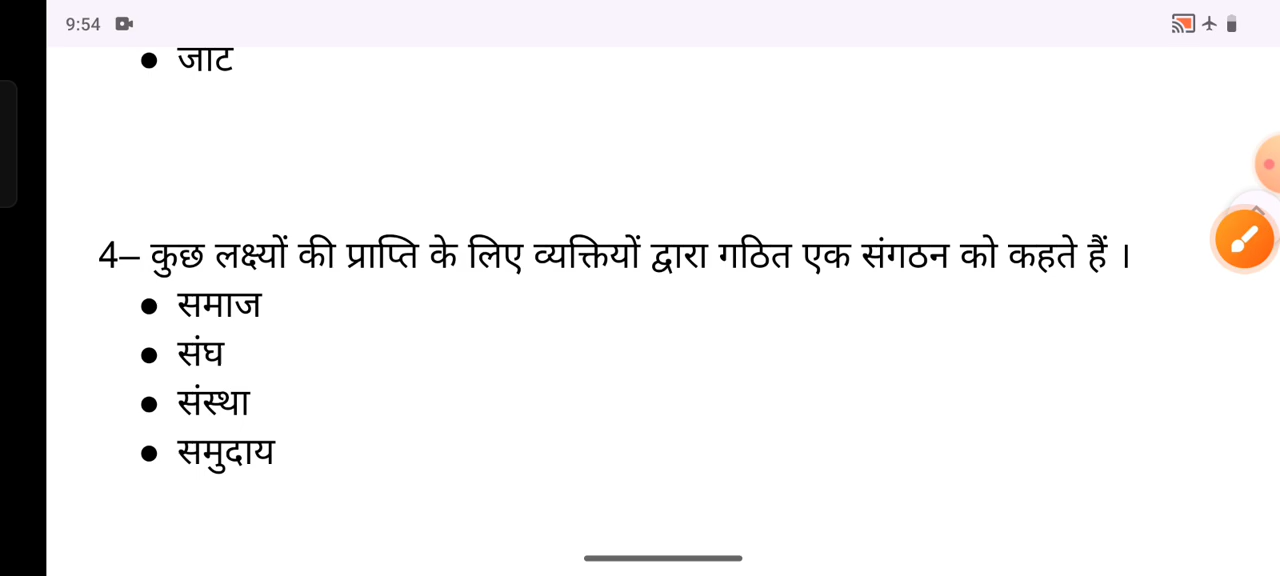 9:54
● जाट
4– कुछ लक्ष्यों की प्राप्ति के लिए व्यक्तियों द्वारा गठित एक संगठन को कहते हैं ।
● समाज
● संघ
● संस्था
● समुदाय